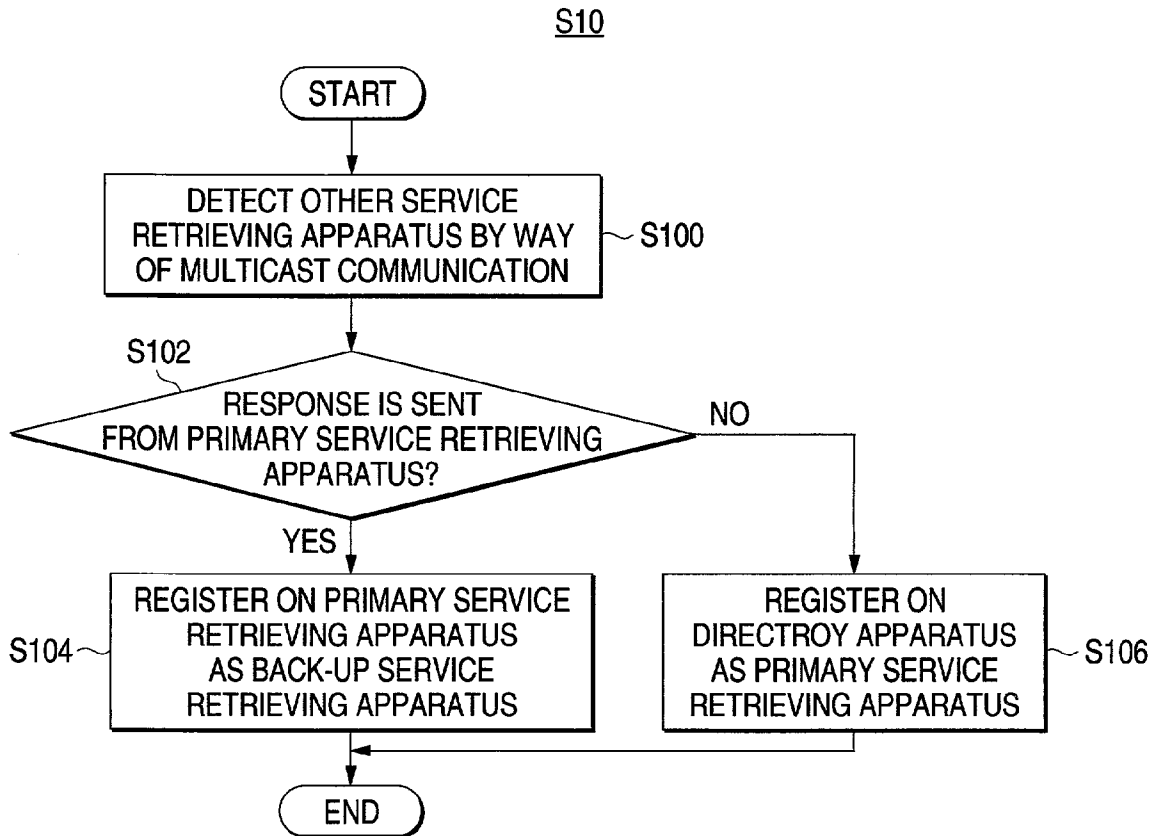 S10
START
DETECT OTHER SERVICE
RETRIEVING APPARATUS BY WAY
OF MULTICAST COMMUNICATION
S100
S102
RESPONSE IS SENT
FROM PRIMARY SERVICE RETRIEVING
APPARATUS?
NO
YES
REGISTER ON PRIMARY SERVICE
RETRIEVING APPARATUS
AS BACK-UP SERVICE
RETRIEVING APPARATUS
S104
REGISTER ON
DIRECTROY APPARATUS
AS PRIMARY SERVICE
RETRIEVING APPARATUS
S106
END